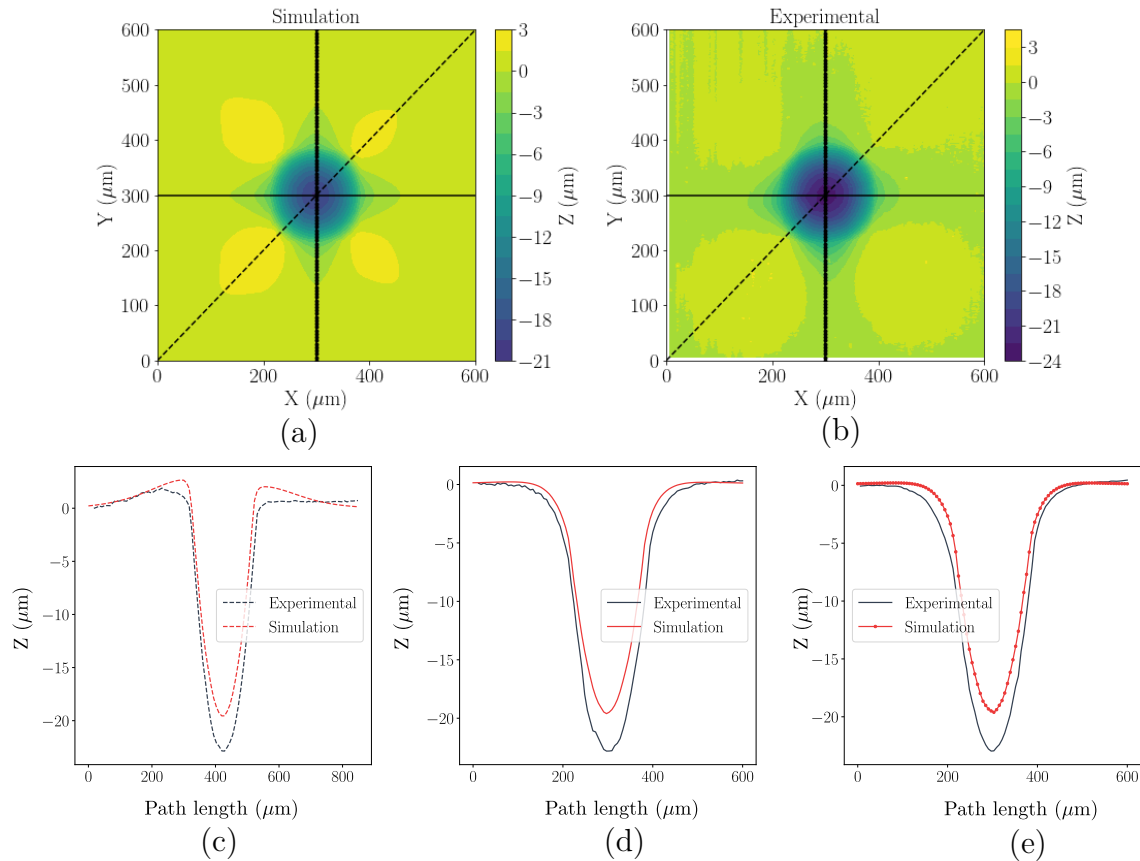 Simulation
600
500
400
300
200
100
0
Y (μm)
0
200
400
600
X (μm)
3
0
−3
−6
−9
−12
−15
−18
−21
Z (μm)
(a)
Experimental
600
500
400
300
200
100
0
Y (μm)
0
200
400
600
X (μm)
3
0
−3
−6
−9
−12
−15
−18
−21
−24
Z (μm)
(b)
0
−5
−10
−15
−20
Z (μm)
Experimental
Simulation
0
200
400
600
800
Path length (μm)
(c)
0
−5
−10
−15
−20
Z (μm)
Experimental
Simulation
0
200
400
600
Path length (μm)
(d)
0
−5
−10
−15
−20
Z (μm)
Experimental
Simulation
0
200
400
600
Path length (μm)
(e)